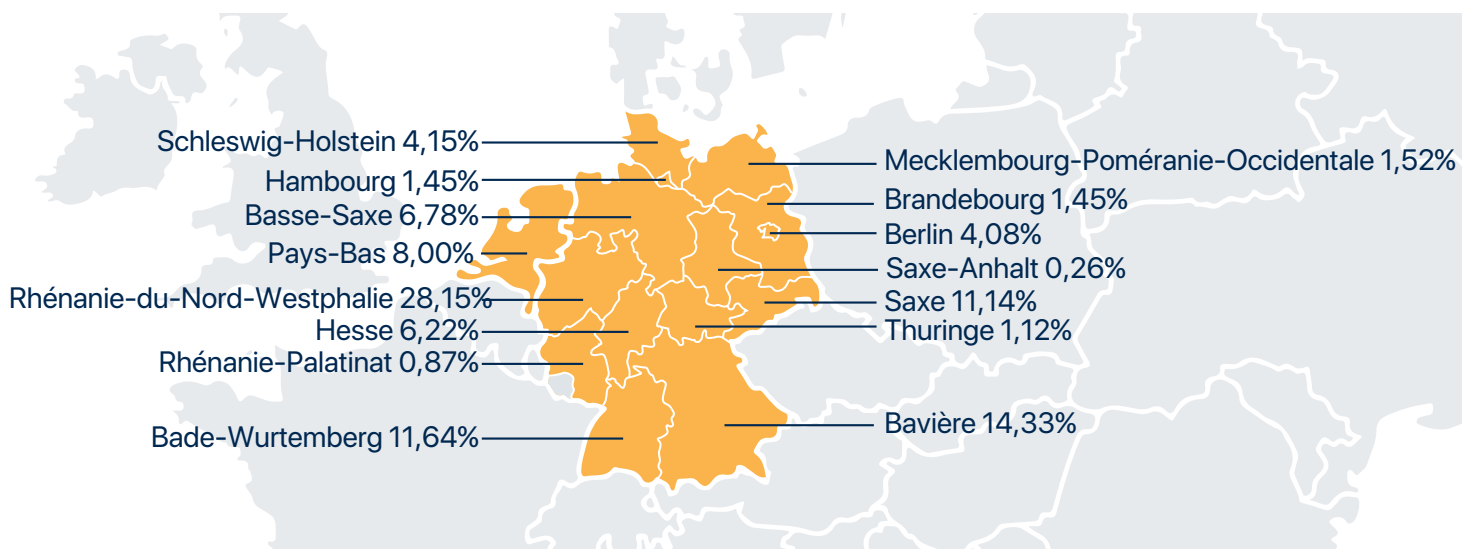 Schleswig-Holstein 4,15%
Hambourg 1,45%
Basse-Saxe 6,78%
Pays-Bas 8,00%
Rhénanie-du-Nord-Westphalie 28,15%
Hesse 6,22%
Rhénanie-Palatinat 0,87%
Bade-Wurtemberg 11,64%
Mecklembourg-Poméranie-Occidentale 1,52%
Brandebourg 1,45%
Berlin 4,08%
Saxe-Anhalt 0,26%
Saxe 11,14%
Thuringe 1,12%
Bavière 14,33%